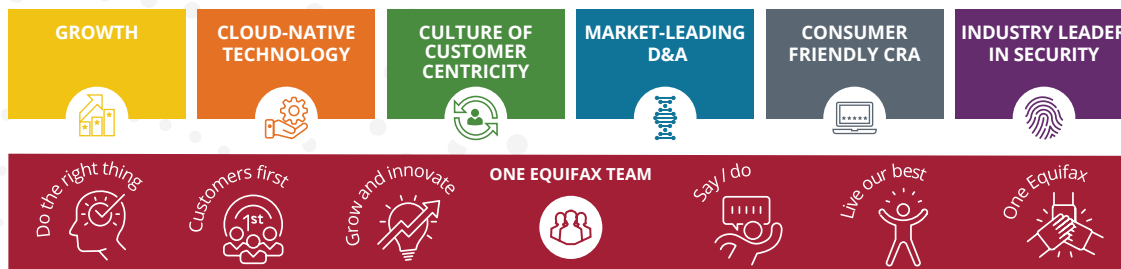 GROWTH
CLOUD-NATIVE
TECHNOLOGY
CULTURE OF
CUSTOMER
CENTRICITY
MARKET-LEADING
D&A
CONSUMER
FRIENDLY CRA
INDUSTRY LEADER
IN SECURITY
Do the right thing
Customers first
1st
Grow and innovate
ONE EQUIFAX TEAM
Say / do
Live our best
One Equifax